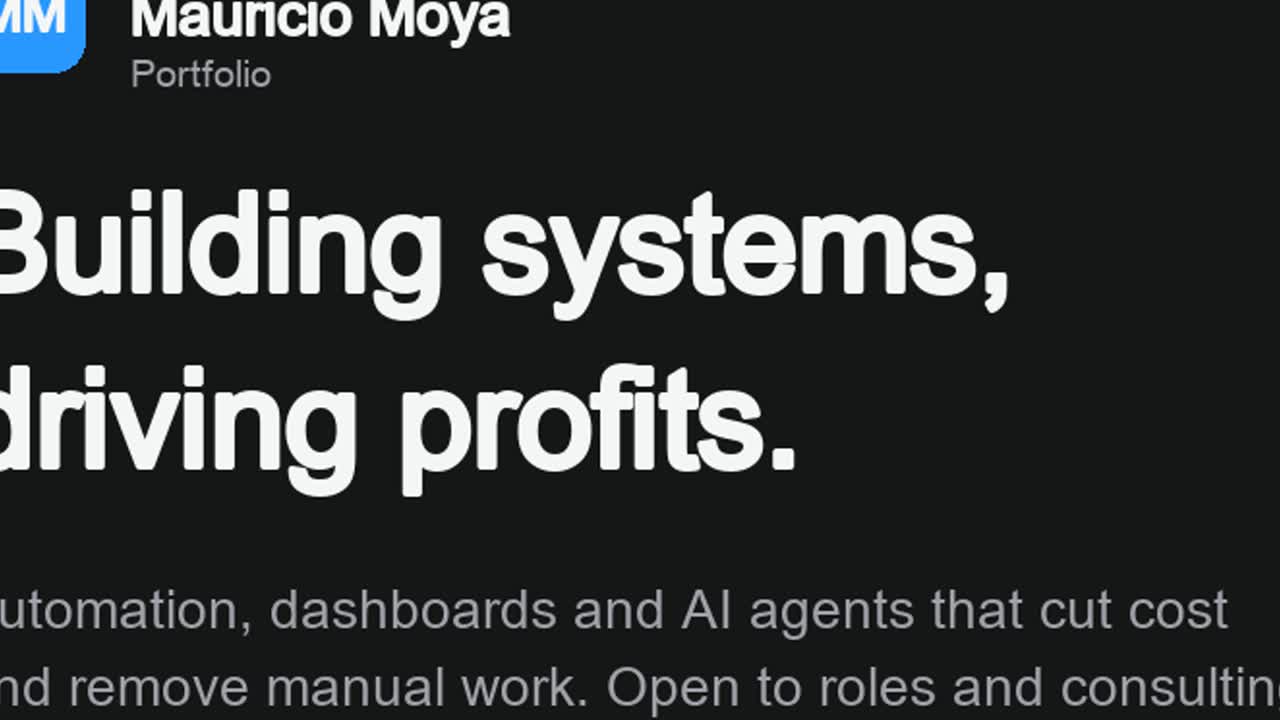 MM
Mauricio Moya
Portfolio
Building systems,
driving profits.
utomation, dashboards and AI agents that cut cost
nd remove manual work. Open to roles and consultin